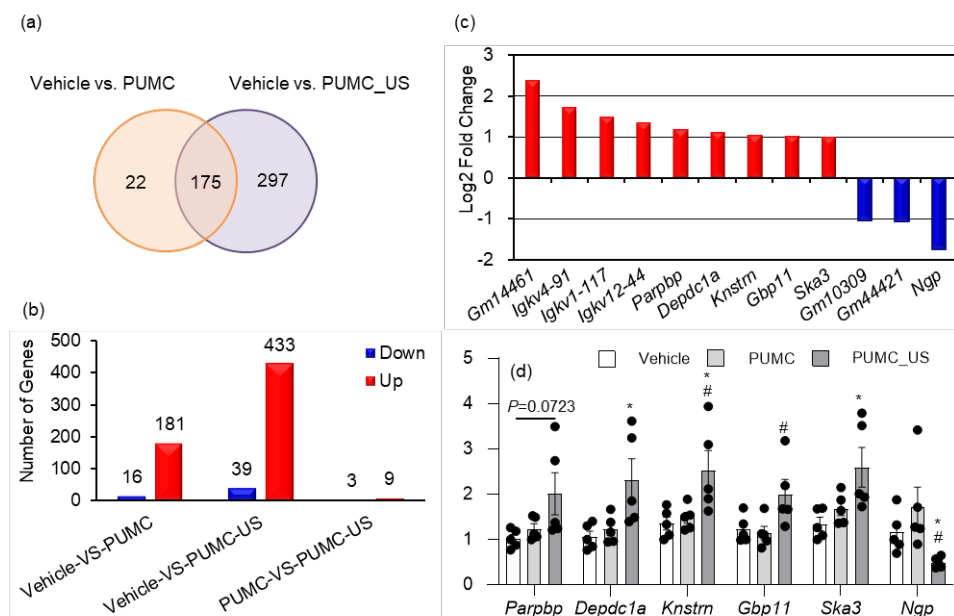 (a)
Vehicle vs. PUMC
Vehicle vs. PUMC_US
22
175
297
(b)
Number of Genes
500
400
300
200
100
0
Down
Up
16
181
39
433
3
9
Vehicle-VS-PUMC
Vehicle-VS-PUMC-US
PUMC-VS-PUMC-US
(c)
Log2 Fold Change
3
2
1
0
-1
-2
Gm14461
Igkv4-91
Igkv1-117
Igkv12-44
Parpbp
Depdc1a
Knstrn
Gbp11
Ska3
Gm10309
Gm44421
Ngp
(d)
Vehicle
PUMC
PUMC_US
5
4
3
2
1
0
P=0.0723
*
*
#
#
*
*
#
Parpbp
Depdc1a
Knstrn
Gbp11
Ska3
Ngp